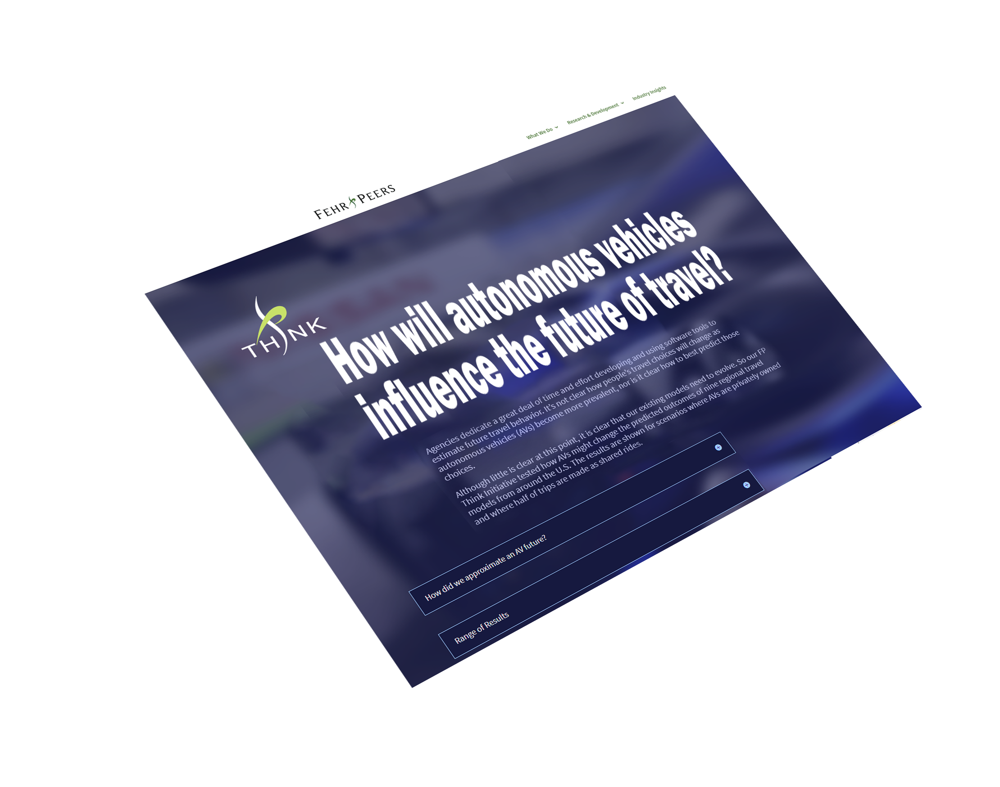 What We Do
Research & Development
Industry Insights
FEHR PEERS
THINK
How will autonomous vehicles
influence the future of travel?
Agencies dedicate a great deal of time and effort developing and using software tools to
estimate future travel behavior. It’s not clear how people’s travel choices will change as
autonomous vehicles (AVs) become more prevalent, nor is it clear how to best predict those
choices.
Although little is clear at this point, it is clear that our existing models need to evolve. So our FP
Think Initiative tested how AVs might change the predicted outcomes of nine regional travel
models from around the U.S. The results are shown for scenarios where AVs are privately owned
and where half of trips are made as shared rides.
How did we approximate an AV future?
Range of Results